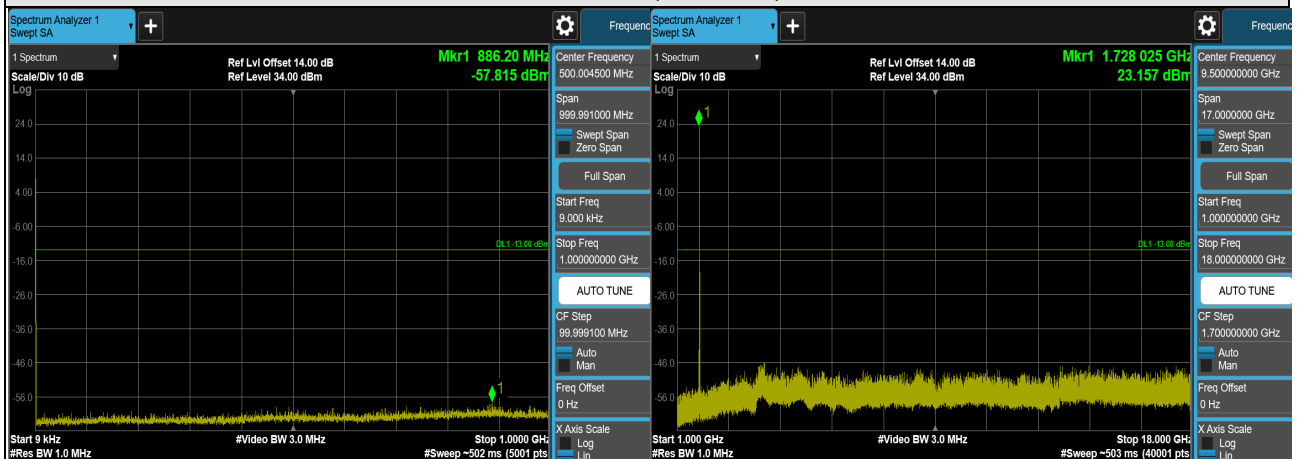 Spectrum Analyzer 1
Swept SA
+
Frequenc
1 Spectrum
Scale/Div 10 dB
Log
Ref Lvl Offset 14.00 dB
Ref Level 34.00 dBm
Mkr1 886.20 MHz
-57.815 dBm
24.0
14.0
4.00
-6.00
-16.0
-26.0
-36.0
-46.0
-56.0
DL1 -13.00 dBm
1
Start 9 kHz
#Res BW 1.0 MHz
#Video BW 3.0 MHz
Stop 1.0000 GHz
#Sweep ~502 ms (5001 pts
Center Frequency
500.004500 MHz
Span
999.991000 MHz
Swept Span
Zero Span
Full Span
Start Freq
9.000 kHz
Stop Freq
1.000000000 GHz
AUTO TUNE
CF Step
99.999100 MHz
Auto
Man
Freq Offset
0 Hz
X Axis Scale
Log
Lin
Spectrum Analyzer 1
Swept SA
+
Frequenc
1 Spectrum
Scale/Div 10 dB
Log
Ref Lvl Offset 14.00 dB
Ref Level 34.00 dBm
Mkr1 1.728 025 GHz
23.157 dBm
24.0
14.0
4.00
-6.00
-16.0
-26.0
-36.0
-46.0
-56.0
DL1 -13.00 dBm
1
Start 1.000 GHz
#Res BW 1.0 MHz
#Video BW 3.0 MHz
Stop 18.000 GHz
#Sweep ~503 ms (40001 pts
Center Frequency
9.500000000 GHz
Span
17.0000000 GHz
Swept Span
Zero Span
Full Span
Start Freq
1.000000000 GHz
Stop Freq
18.000000000 GHz
AUTO TUNE
CF Step
1.700000000 GHz
Auto
Man
Freq Offset
0 Hz
X Axis Scale
Log
Lin